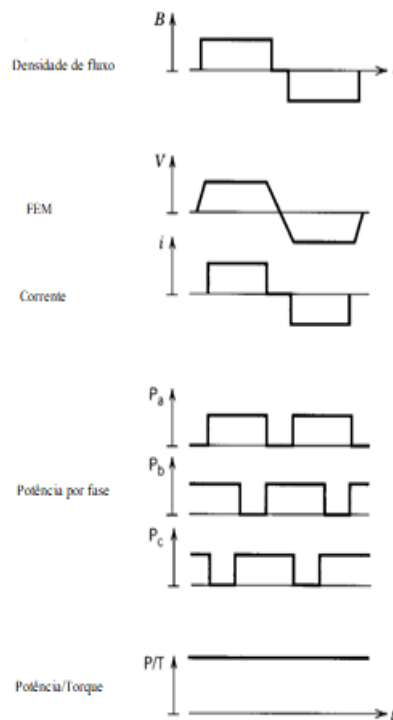 B
Densidade de fluxo
V
FEM
i
Corrente
Pa
Pb
Potência por fase
Pc
P/T
Potência/Torque